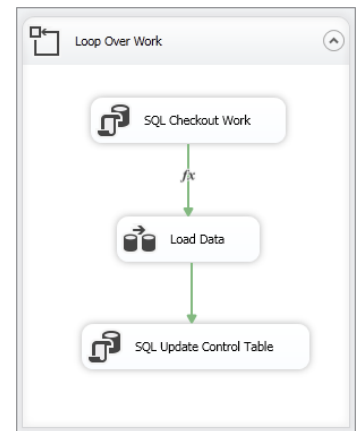 Loop Over Work
SQL Checkout Work
fx
Load Data
SQL Update Control Table